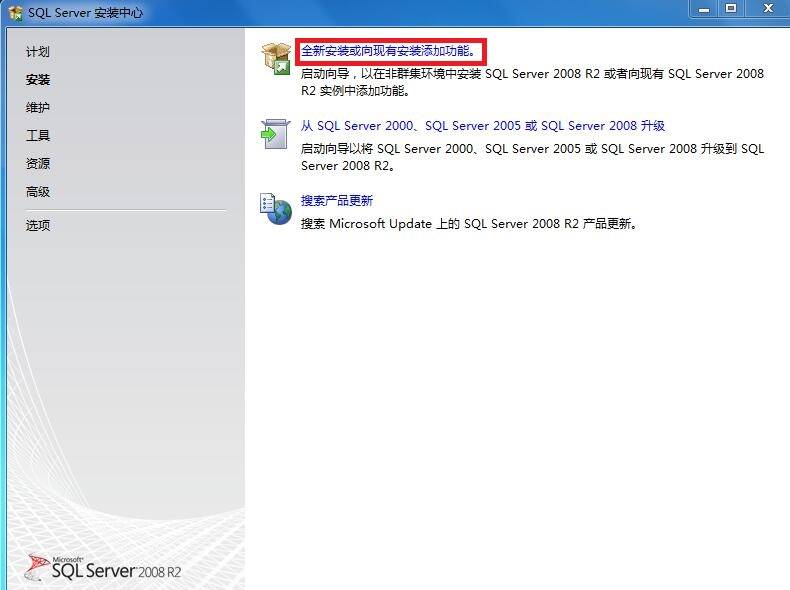 SQL Server 安装中心
计划
安装
维护
工具
资源
高级
选项
全新安装或向现有安装添加功能。
启动向导，以在非群集环境中安装 SQL Server 2008 R2 或者向现有 SQL Server 2008
R2 实例中添加功能。
从 SQL Server 2000、SQL Server 2005 或 SQL Server 2008 升级
启动向导以将 SQL Server 2000、SQL Server 2005 或 SQL Server 2008 升级到 SQL
Server 2008 R2。
搜索产品更新
搜索 Microsoft Update 上的 SQL Server 2008 R2 产品更新。
Microsoft
SQL Server 2008 R2